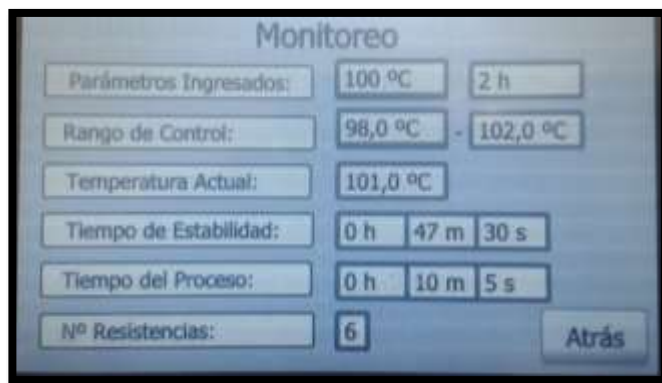 Monitoreo
Parámetros Ingresados: 100 ºC 2 h
Rango de Control: 98,0 ºC - 102,0 ºC
Temperatura Actual: 101,0 ºC
Tiempo de Estabilidad: 0 h 47 m 30 s
Tiempo del Proceso: 0 h 10 m 5 s
Nº Resistencias: 6
Atrás